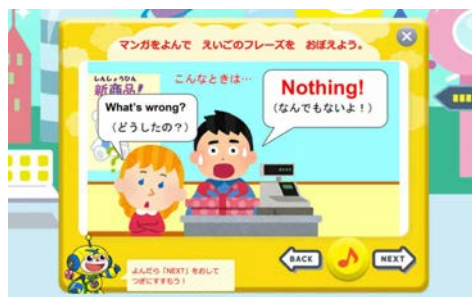 マンガをよんで えいごのフレーズを おぼえよう。
しんしょうひん
新商品!
こんなときは…
What's wrong?
(どうしたの?)
Nothing!
(なんでもないよ!)
BACK
NEXT
よんだら「NEXT」をおして
つぎにすすもう!